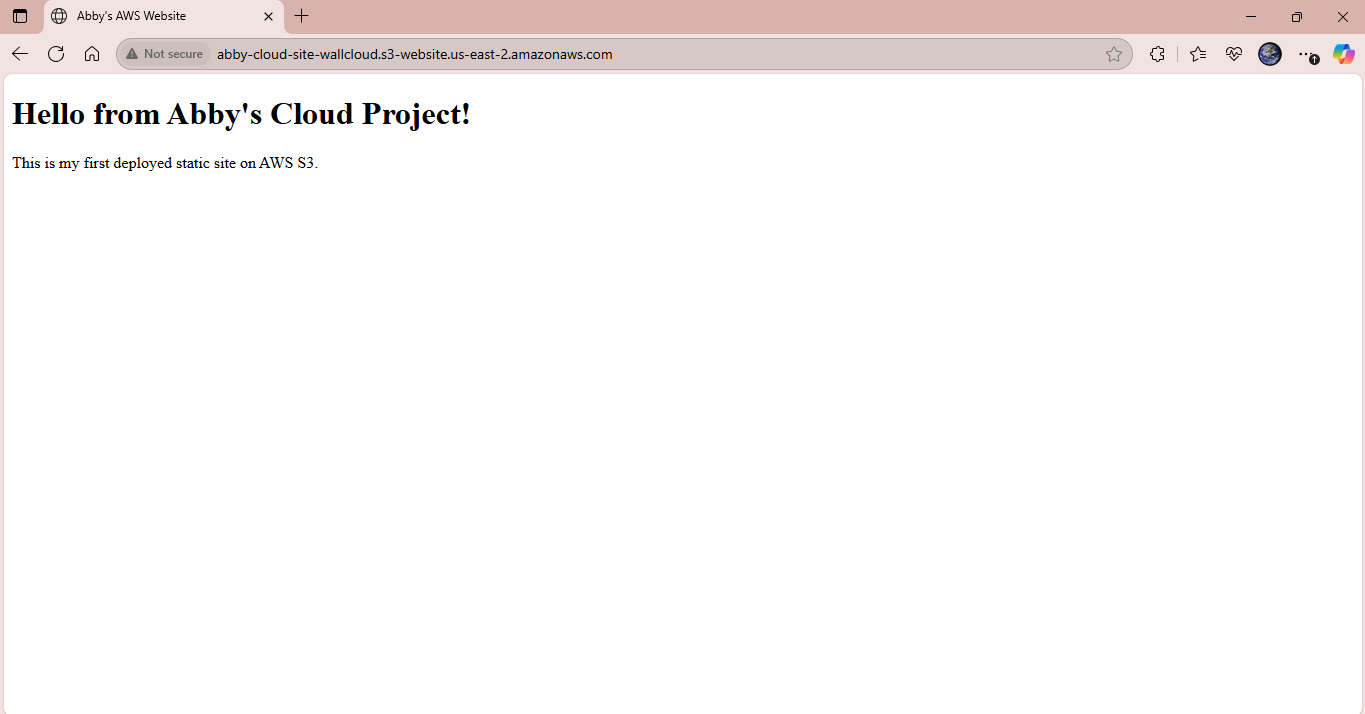 Abby's AWS Website
Not secure abby-cloud-site-wallcloud.s3-website.us-east-2.amazonaws.com
Hello from Abby's Cloud Project!
This is my first deployed static site on AWS S3.